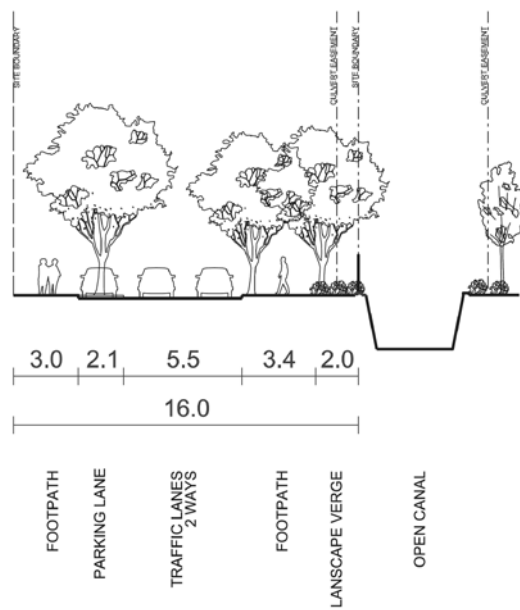 SITE BOUNDARY
CULVERT EASEMENT
SITE BOUNDARY
CULVERT EASEMENT
3.0
2.1
5.5
3.4
2.0
16.0
FOOTPATH
PARKING LANE
TRAFFIC LANES
2 WAYS
FOOTPATH
LANSCAPE VERGE
OPEN CANAL